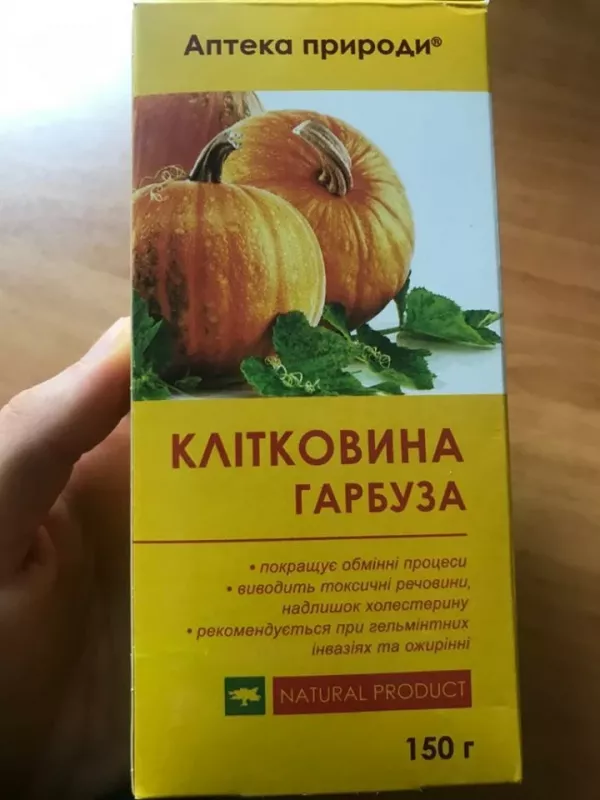 Аптека природи®
КЛІТКОВИНА
ГАРБУЗА
• покращує обмінні процеси
• виводить токсичні речовини,
надлишок холестерину
• рекомендується при гельмінтних
інвазіях та ожирінні
NATURAL PRODUCT
150 г